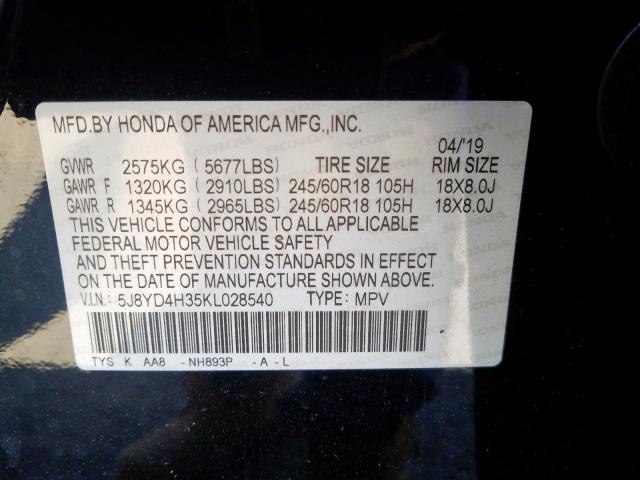 MFD.BY HONDA OF AMERICA MFG.,INC.
04/'19
GVWR 2575KG ( 5677LBS ) TIRE SIZE RIM SIZE
GAWR F 1320KG ( 2910LBS ) 245/60R18 105H 18X8.0J
GAWR R 1345KG ( 2965LBS ) 245/60R18 105H 18X8.0J
THIS VEHICLE CONFORMS TO ALL APPLICABLE
FEDERAL MOTOR VEHICLE SAFETY
AND THEFT PREVENTION STANDARDS IN EFFECT
ON THE DATE OF MANUFACTURE SHOWN ABOVE.
V.I.N: 5J8YD4H35KL028540 TYPE: MPV
TYS K AA8 -NH893P -A -L